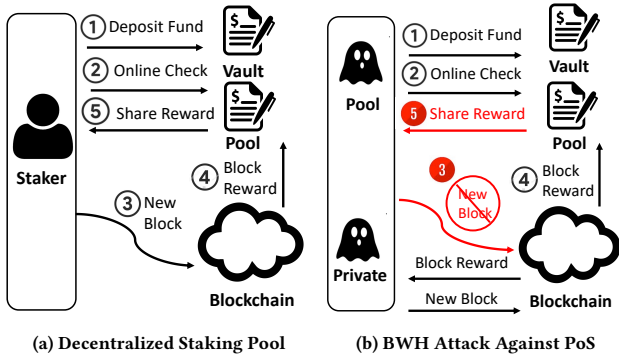 ① Deposit Fund
Vault
② Online Check
⑤ Share Reward
Pool
Staker
④ Block
Reward
③ New
Block
Blockchain
(a) Decentralized Staking Pool
① Deposit Fund
Vault
② Online Check
Pool
⑤ Share Reward
Pool
③
New
Block
④ Block
Reward
Private
Block Reward
New Block
Blockchain
(b) BWH Attack Against PoS